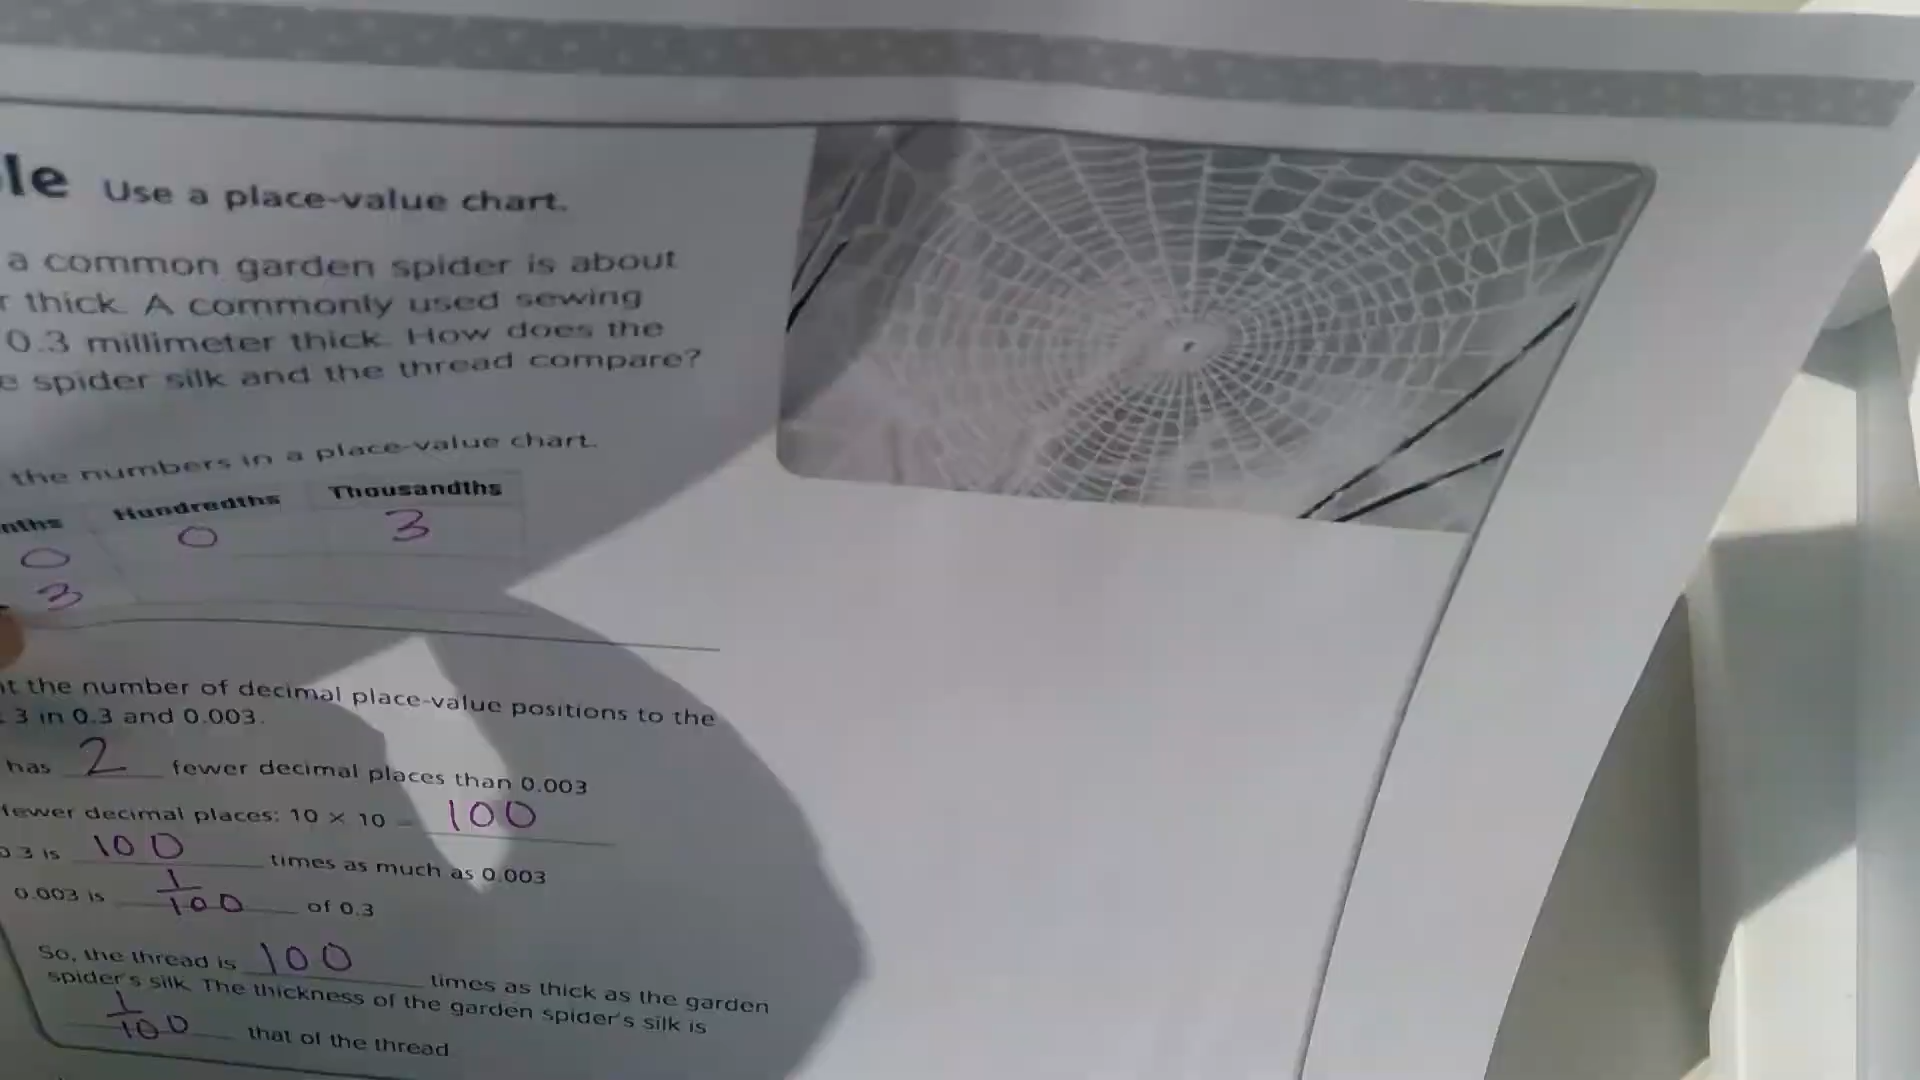 le Use a place-value chart.
a common garden spider is about
r thick. A commonly used sewing
0.3 millimeter thick. How does the
e spider silk and the thread compare?
the numbers in a place-value chart.
nths Hundredths Thousandths
0 0 3
3
t the number of decimal place-value positions to the
3 in 0.3 and 0.003.
has 2 fewer decimal places than 0.003
fewer decimal places: 10 × 10 = 100
0.3 is 100 times as much as 0.003
0.003 is 1/100 of 0.3
So, the thread is 100 times as thick as the garden
spider's silk. The thickness of the garden spider's silk is
1/100 that of the thread